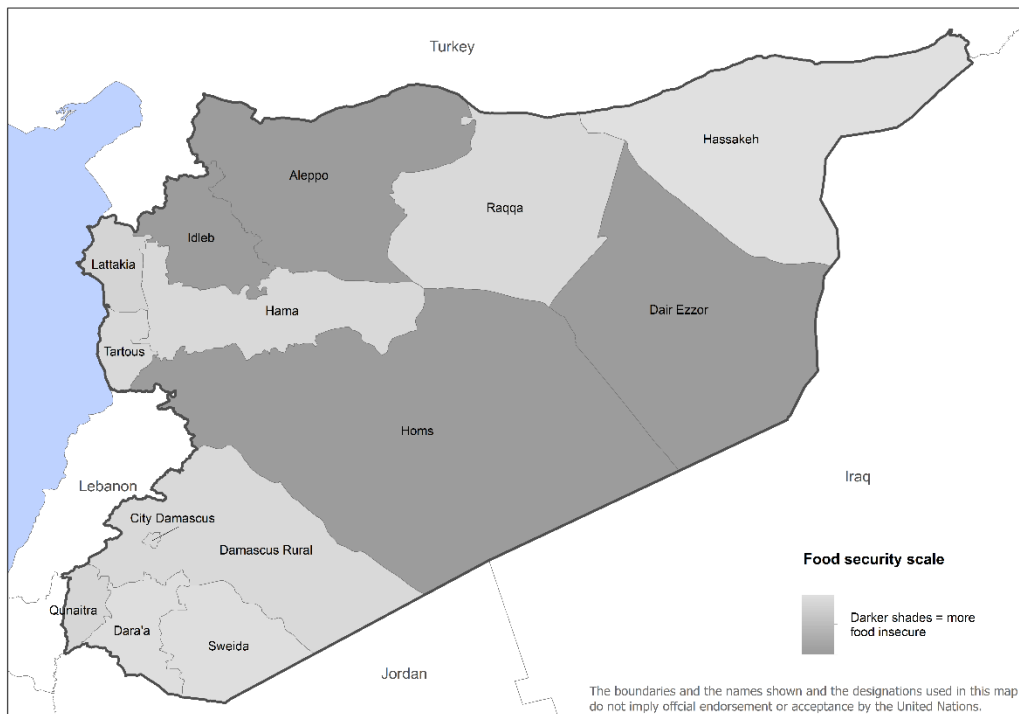 Turkey
Hassakeh
Aleppo
Raqqa
Idleb
Lattakia
Hama
Dair Ezzor
Tartous
Homs
Lebanon
Iraq
City Damascus
Damascus Rural
Food security scale
Qunaitra
Darker shades = more
food insecure
Dara'a
Sweida
Jordan
The boundaries and the names shown and the designations used in this map
do not imply offcial endorsement or acceptance by the United Nations.